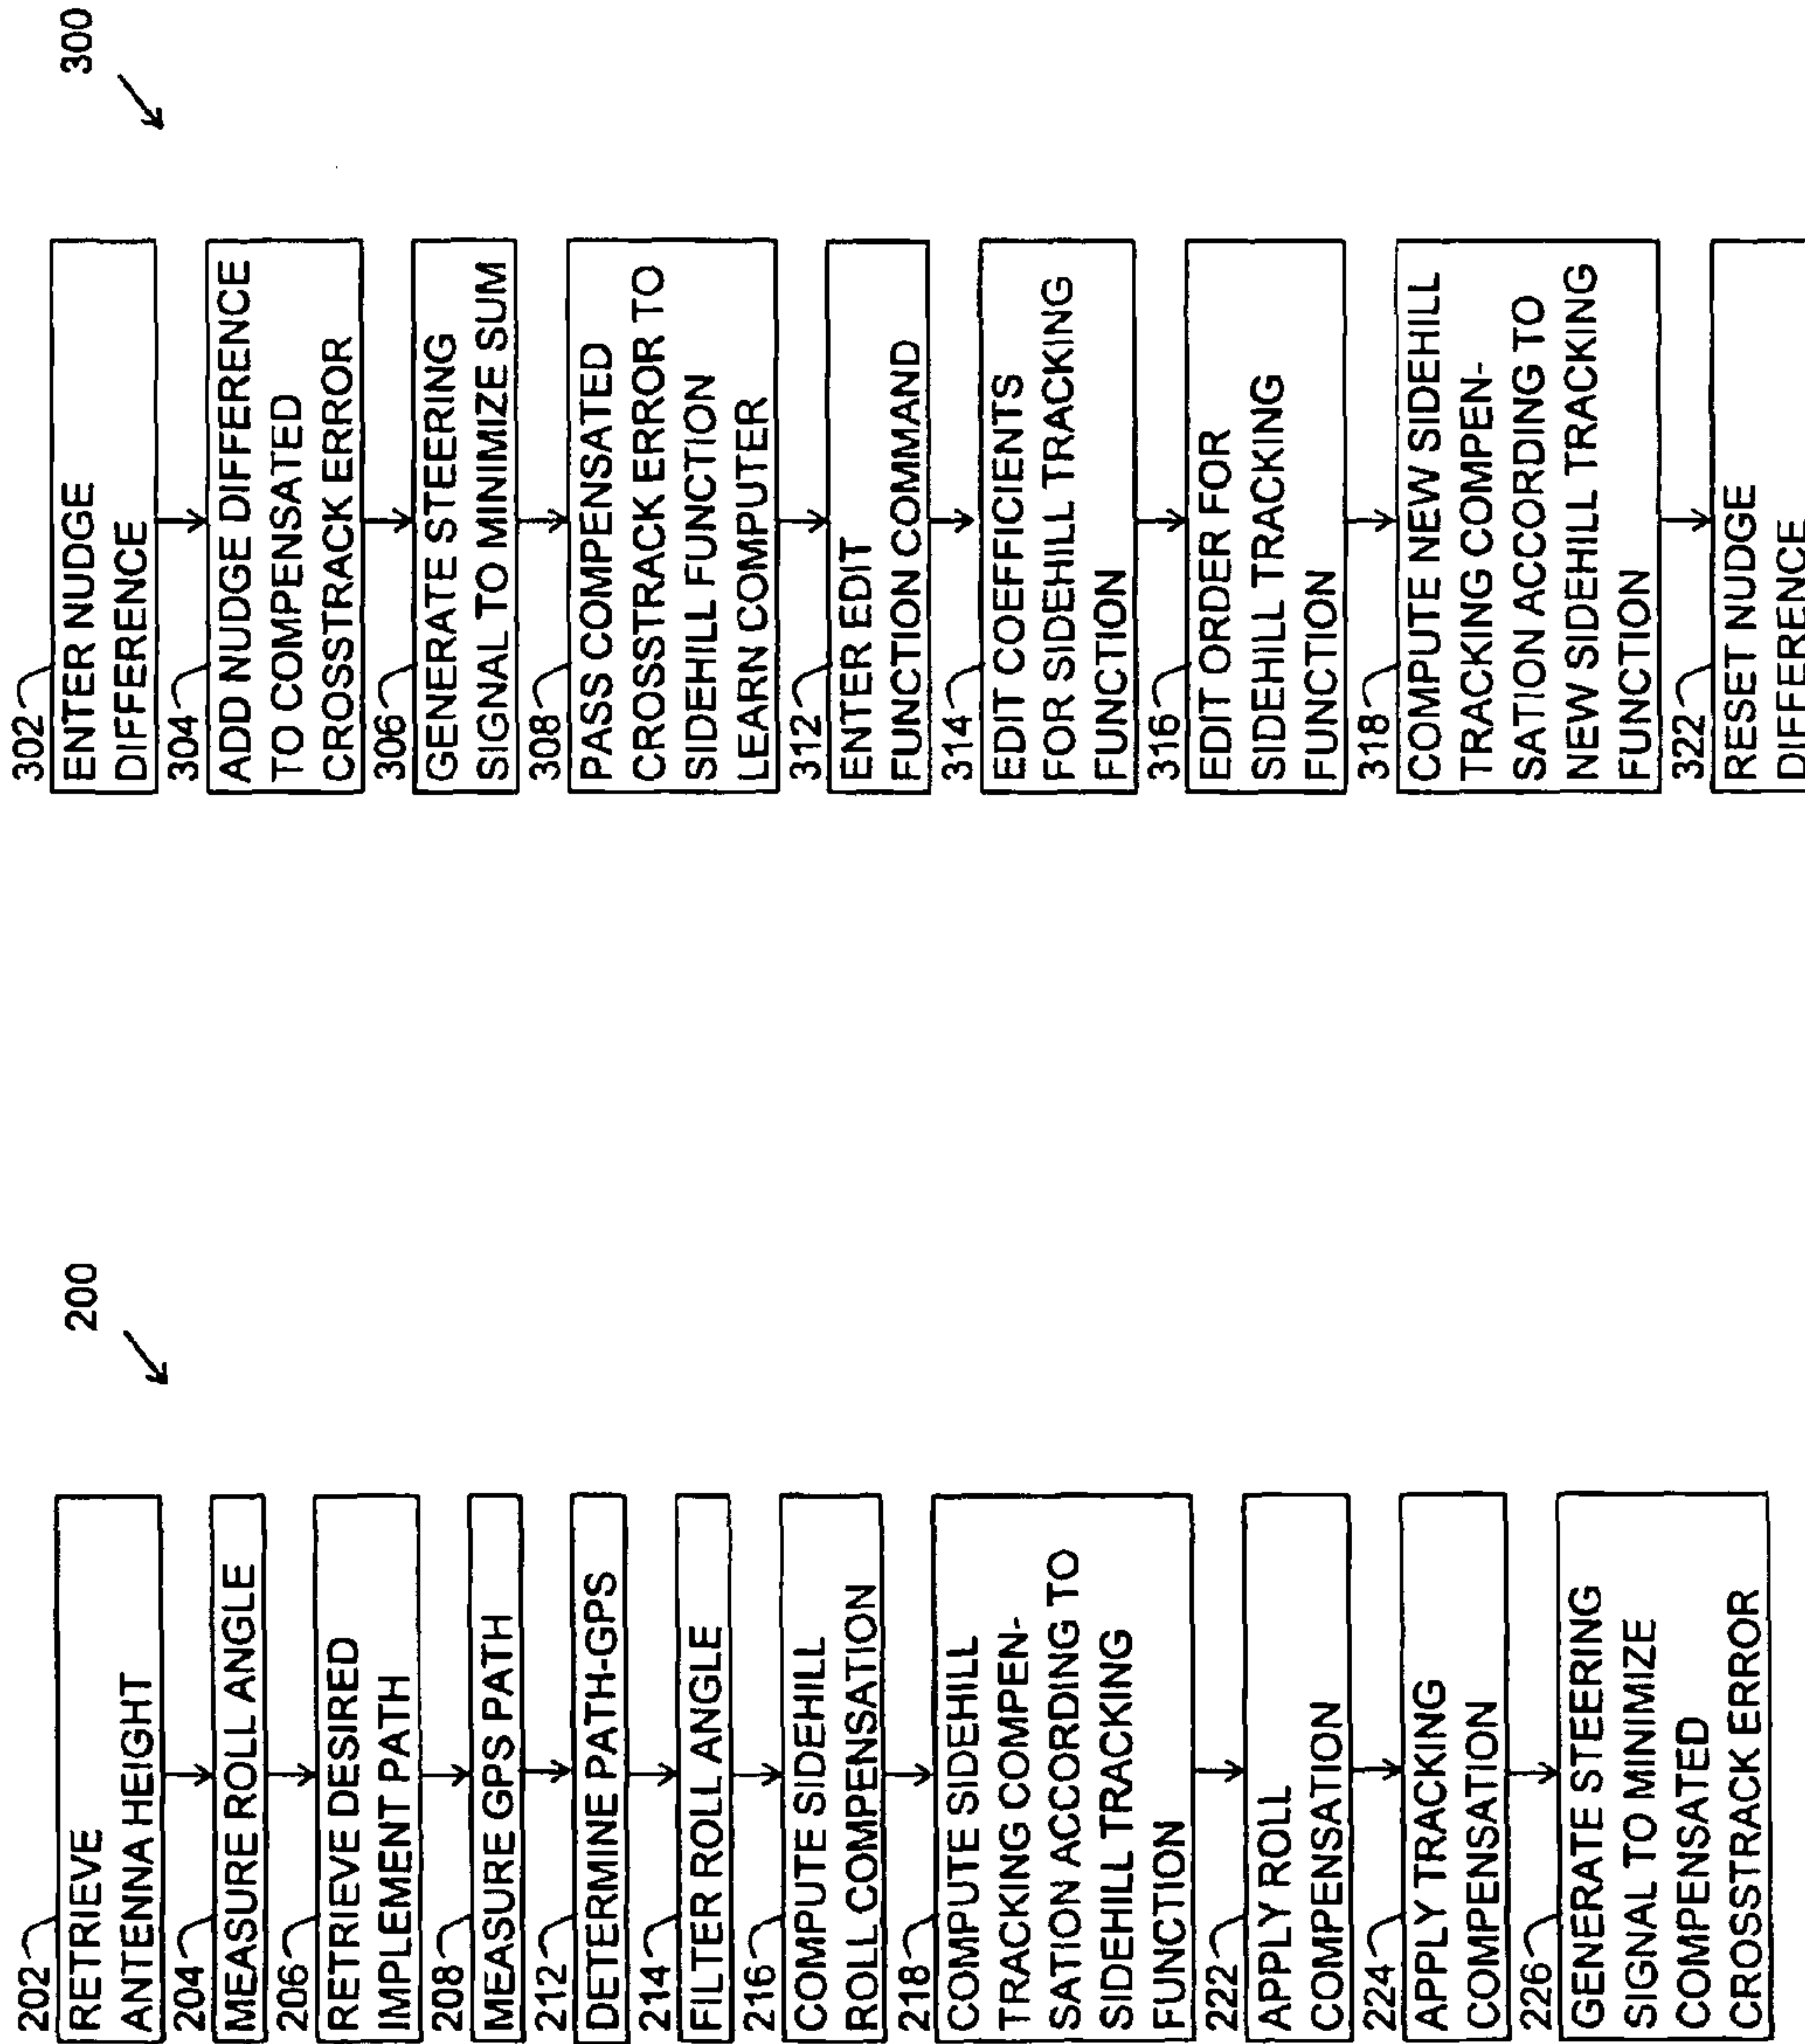 200
202
RETRIEVE
ANTENNA HEIGHT
204
MEASURE ROLL ANGLE
206
RETRIEVE DESIRED
IMPLEMENT PATH
208
MEASURE GPS PATH
212
DETERMINE PATH-GPS
214
FILTER ROLL ANGLE
216
COMPUTE SIDEHILL
ROLL COMPENSATION
218
COMPUTE SIDEHILL
TRACKING COMPEN-
SATION ACCORDING TO
SIDEHILL TRACKING
FUNCTION
222
APPLY ROLL
COMPENSATION
224
APPLY TRACKING
COMPENSATION
226
GENERATE STEERING
SIGNAL TO MINIMIZE
COMPENSATED
CROSSTRACK ERROR
300
302
ENTER NUDGE
DIFFERENCE
304
ADD NUDGE DIFFERENCE
TO COMPENSATED
CROSSTRACK ERROR
306
GENERATE STEERING
SIGNAL TO MINIMIZE SUM
308
PASS COMPENSATED
CROSSTRACK ERROR TO
SIDEHILL FUNCTION
LEARN COMPUTER
312
ENTER EDIT
FUNCTION COMMAND
314
EDIT COEFFICIENTS
FOR SIDEHILL TRACKING
FUNCTION
316
EDIT ORDER FOR
SIDEHILL TRACKING
FUNCTION
318
COMPUTE NEW SIDEHILL
TRACKING COMPEN-
SATION ACCORDING TO
NEW SIDEHILL TRACKING
FUNCTION
322
RESET NUDGE
DIFFERENCE